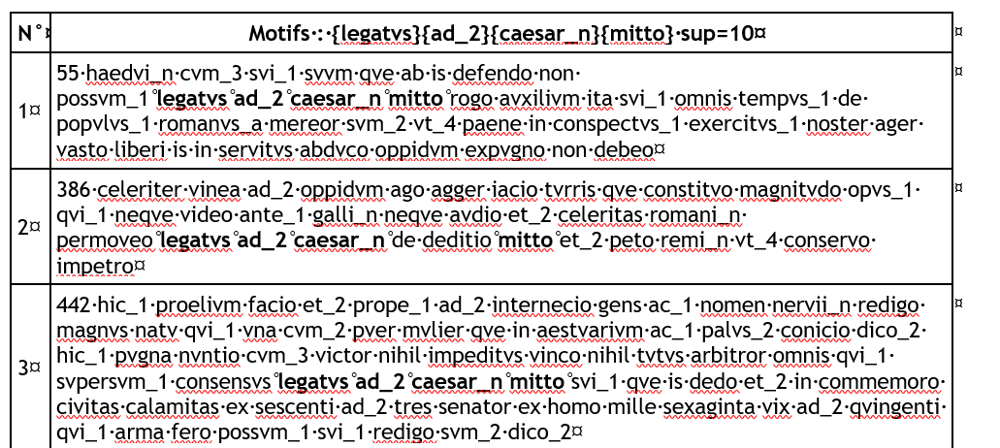 N°¤ Motifs·:·{legatvs}{ad_2}{caesar_n}{mitto}·sup=10¤ ¤
1¤ 55·haedvi_n·cvm_3·svi_1·svvm·qve·ab·is·defendo·non· ¤
possvm_1°legatvs°ad_2°caesar_n°mitto°rogo·avxilivm·ita·svi_1·omnis·tempvs_1·de·
popvlvs_1·romanvs_a·mereor·svm_2·vt_4·paene·in·conspectvs_1·exercitvs_1·noster·ager·
vasto·liberi·is·in·servitvs·abdvco·oppidvm·expvgno·non·debeo¤
2¤ 386·celeriter·vinea·ad_2·oppidvm·ago·agger·iacio·tvrris·qve·constitvo·magnitvdo·opvs_1· ¤
qvi_1·neqve·video·ante_1·galli_n·neqve·avdio·et_2·celeritas·romani_n·
permoveo°legatvs°ad_2°caesar_n°de·deditio°mitto°et_2·peto·remi_n·vt_4·conservo·
impetro¤
3¤ 442·hic_1·proelivm·facio·et_2·prope_1·ad_2·internecio·gens·ac_1·nomen·nervii_n·redigo· ¤
magnvs·natv·qvi_1·vna·cvm_2·pver·mvlier·qve·in·aestvarivm·ac_1·palvs_2·conicio·dico_2·
hic_1·pvgna·nvntio·cvm_3·victor·nihil·impeditvs·vinco·nihil·tvtvs·arbitror·omnis·qvi_1·
svpersvm_1·consensvs°legatvs°ad_2°caesar_n°mitto°svi_1·qve·is·dedo·et_2·in·commemoro·
civitas·calamitas·ex·sescenti·ad_2·tres·senator·ex·homo·mille·sexaginta·vix·ad_2·qvingenti·
qvi_1·arma·fero·possvm_1·svi_1·redigo·svm_2·dico_2¤